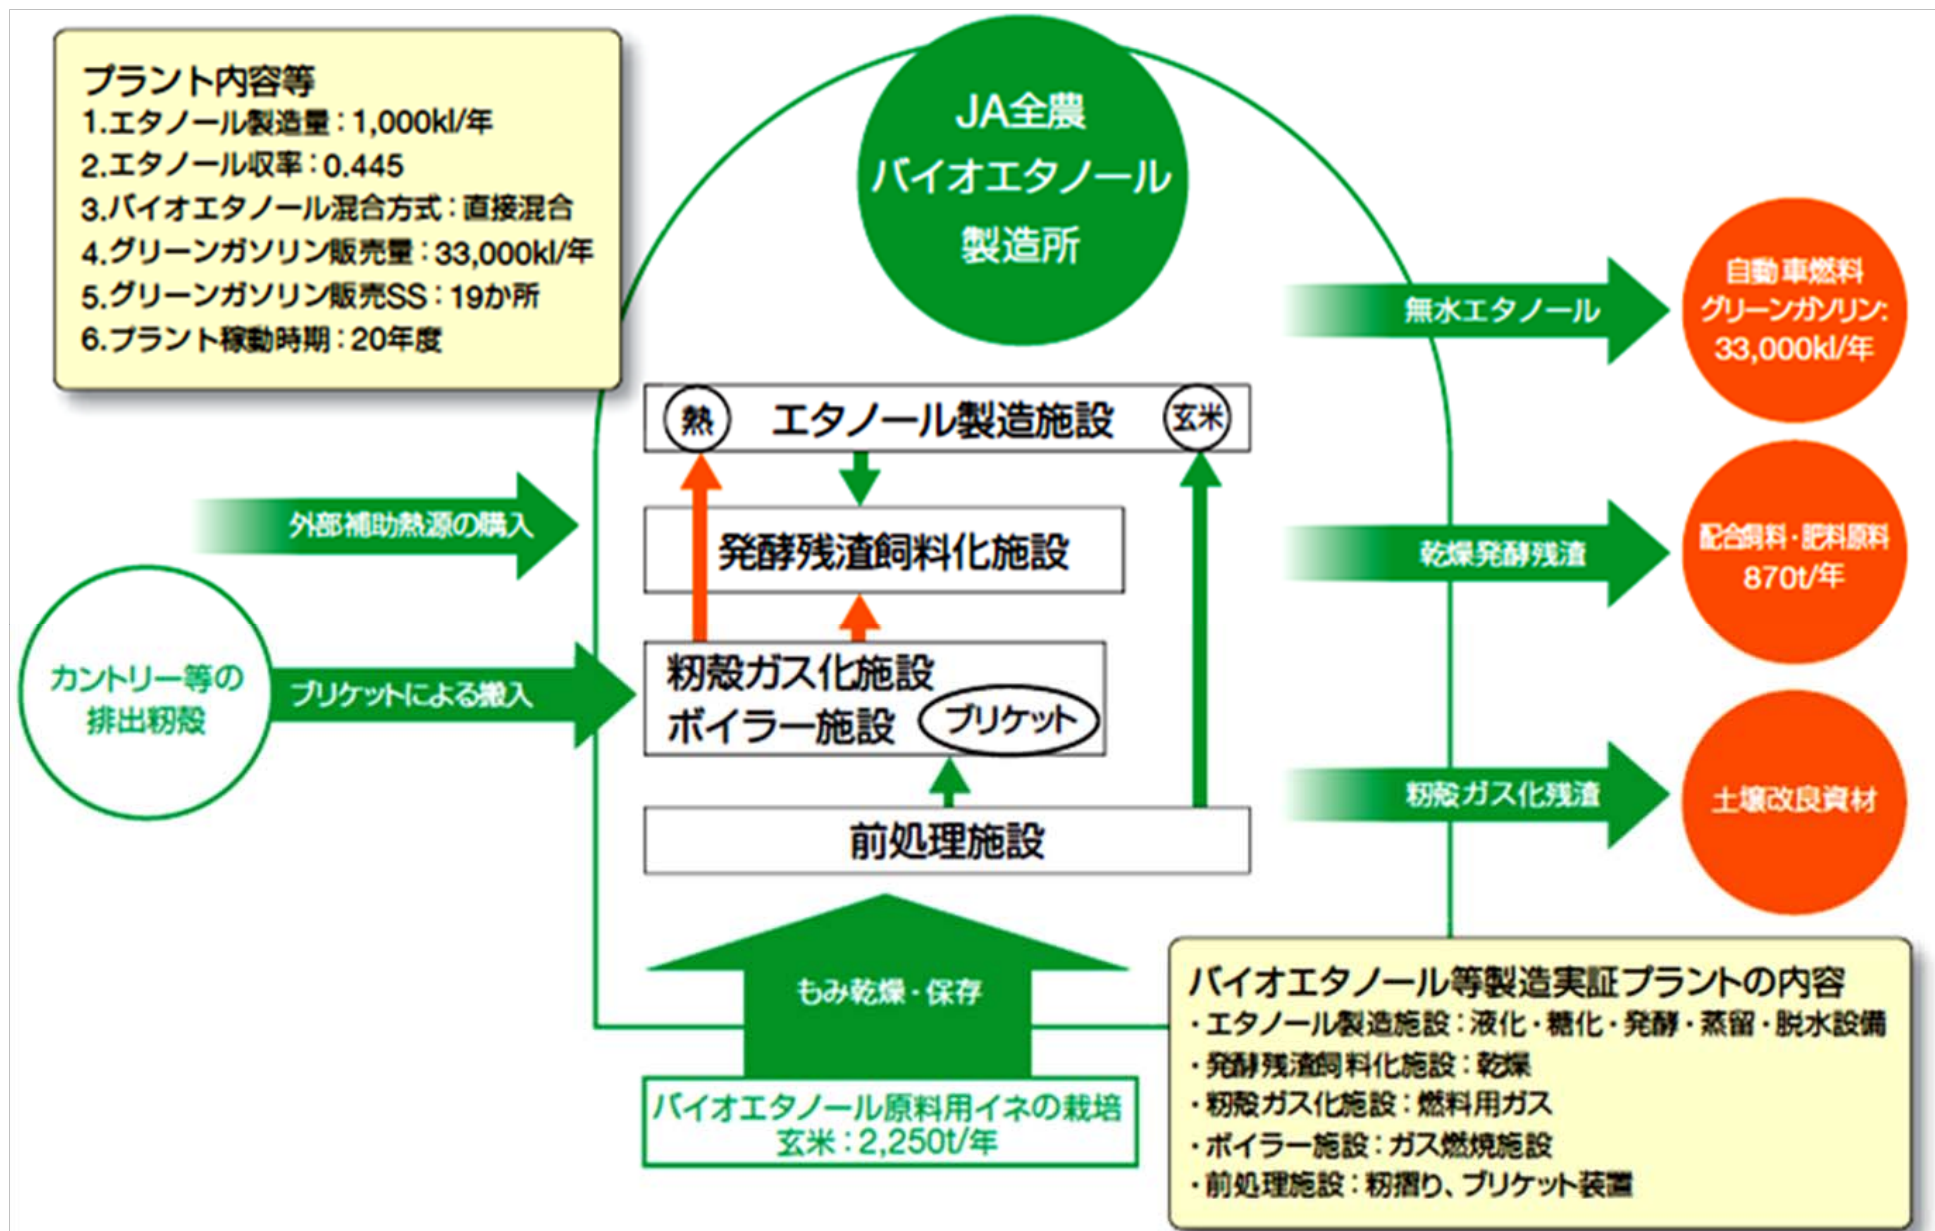 プラント内容等
1.エタノール製造量：1,000kl/年
2.エタノール収率：0.445
3.バイオエタノール混合方式：直接混合
4.グリーンガソリン販売量：33,000kl/年
5.グリーンガソリン販売SS：19か所
6.プラント稼動時期：20年度
JA全農
バイオエタノール
製造所
熱
エタノール製造施設
玄米
発酵残渣飼料化施設
籾殻ガス化施設
ボイラー施設
ブリケット
前処理施設
もみ乾燥・保存
バイオエタノール原料用イネの栽培
玄米：2,250t/年
外部補助熱源の購入
カントリー等の
排出籾殻
ブリケットによる搬入
無水エタノール
自動車燃料
グリーンガソリン:
33,000kl/年
乾燥発酵残渣
配合飼料・肥料原料
870t/年
籾殻ガス化残渣
土壌改良資材
バイオエタノール等製造実証プラントの内容
・エタノール製造施設：液化・糖化・発酵・蒸留・脱水設備
・発酵残渣飼料化施設：乾燥
・籾殻ガス化施設：燃料用ガス
・ボイラー施設：ガス燃焼施設
・前処理施設：籾摺り、ブリケット装置